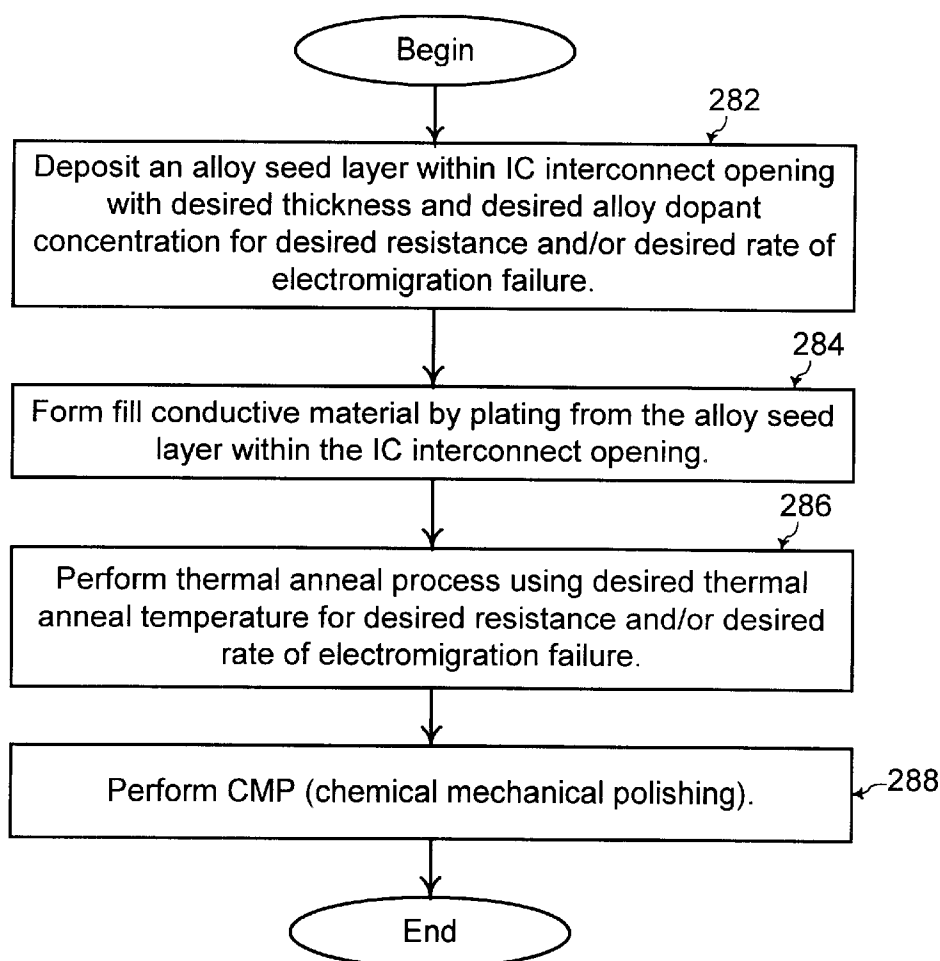 Begin
282
Deposit an alloy seed layer within IC interconnect opening
with desired thickness and desired alloy dopant
concentration for desired resistance and/or desired rate of
electromigration failure.
284
Form fill conductive material by plating from the alloy seed
layer within the IC interconnect opening.
286
Perform thermal anneal process using desired thermal
anneal temperature for desired resistance and/or desired
rate of electromigration failure.
Perform CMP (chemical mechanical polishing).
288
End